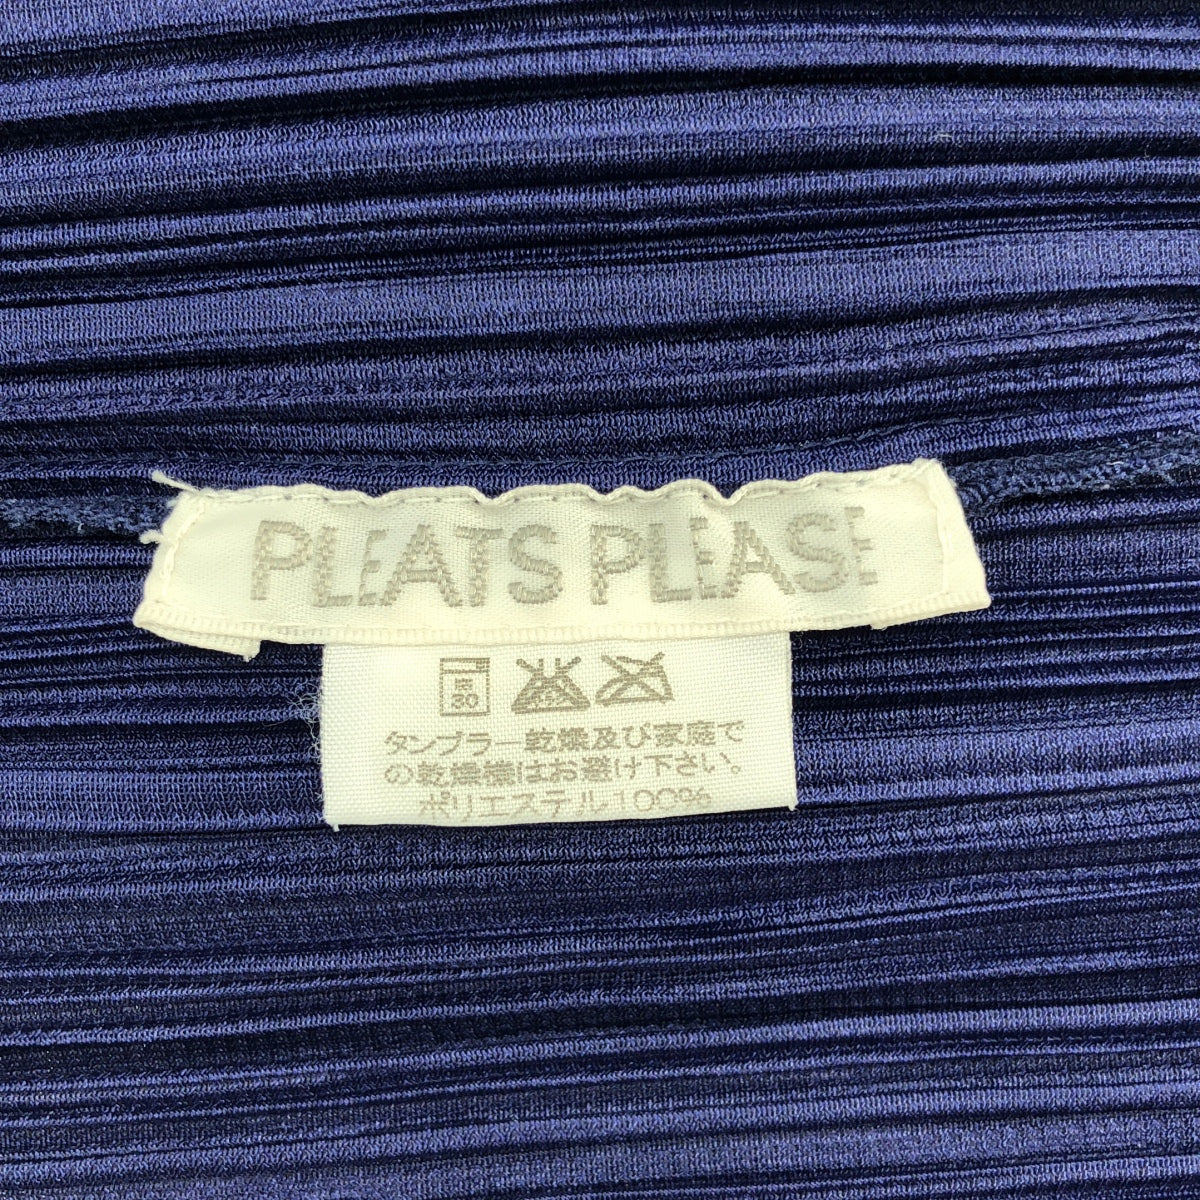 PLEATS PLEASE
30
タンブラー乾燥及び家庭で
の乾燥機はお避け下さい。
ポリエステル100%